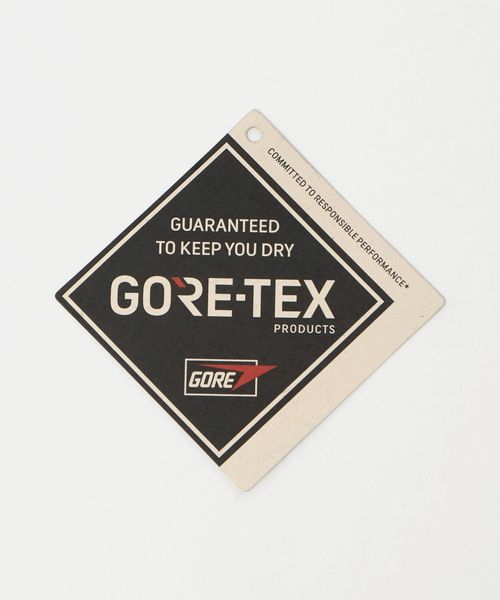 COMMITTED TO RESPONSIBLE PERFORMANCE*
GUARANTEED
TO KEEP YOU DRY
GORE-TEX
PRODUCTS
GORE